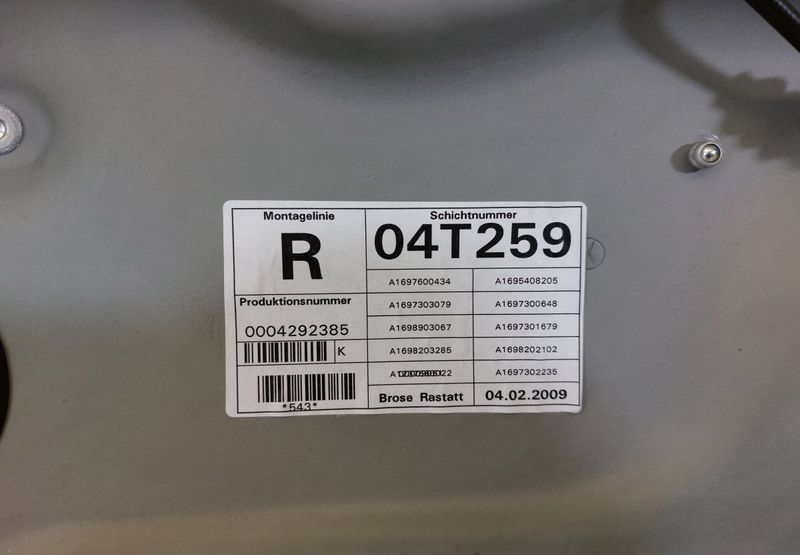 Montagelinie
R
Schichtnummer
04T259
A1697600434 A1695408205
A1697303079 A1697300648
A1698903067 A1697301679
A1698203285 A1698202102
A1697302235
Produktionsnummer
0004292385
K
*543*
Brose Rastatt
04.02.2009